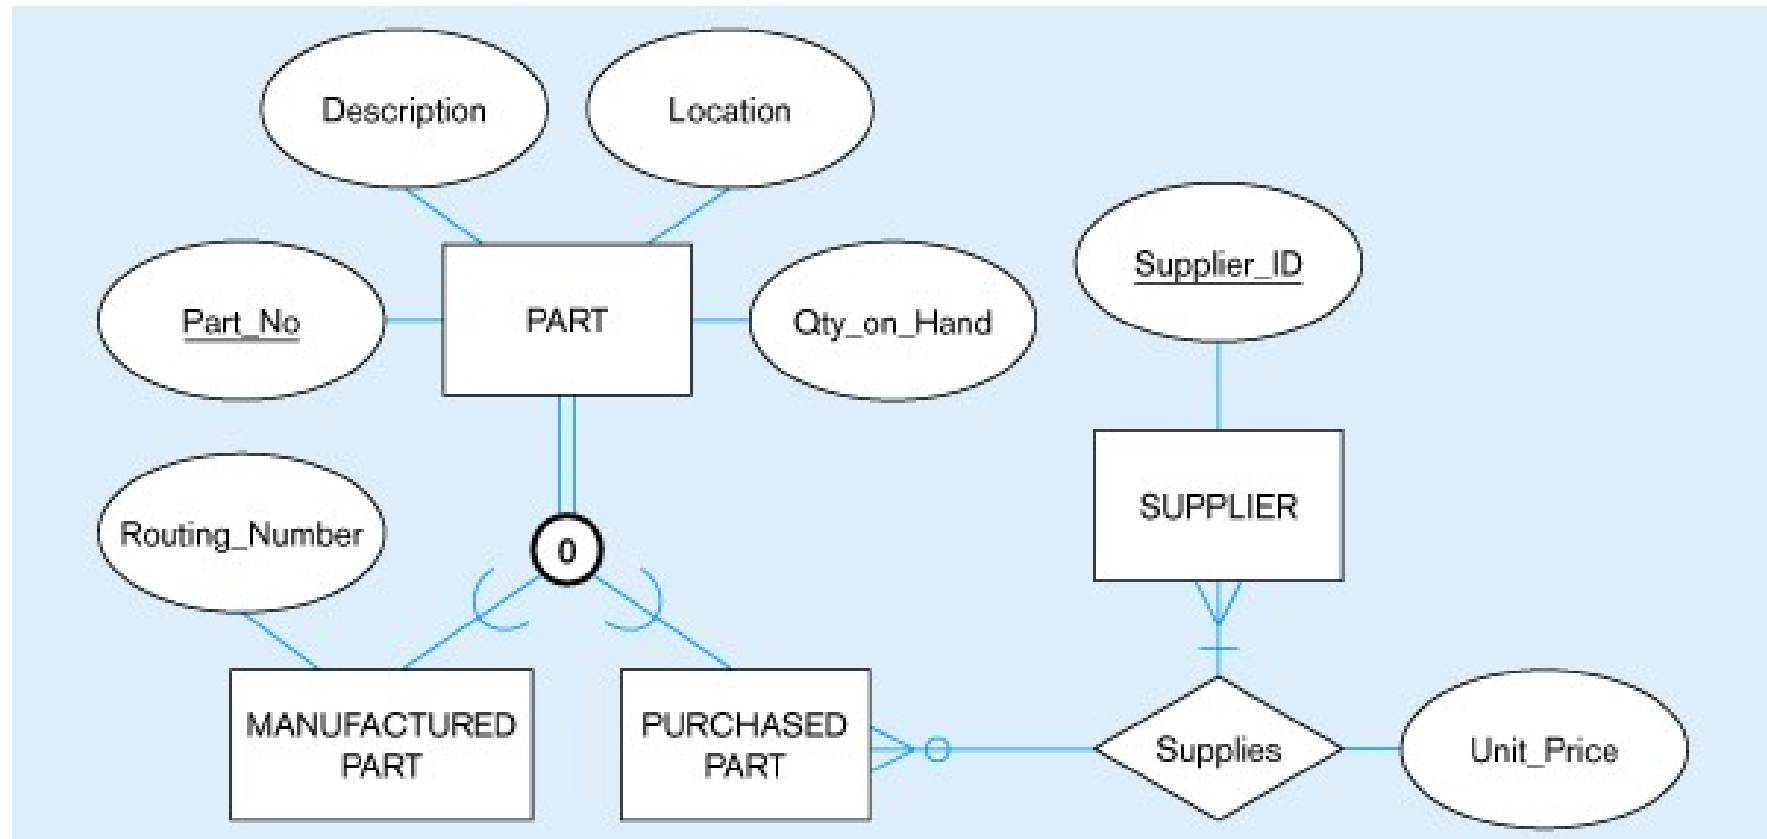 Description
Location
Part_No
PART
Qty_on_Hand
Supplier_ID
Routing_Number
SUPPLIER
0
MANUFACTURED
PART
PURCHASED
PART
Supplies
Unit_Price